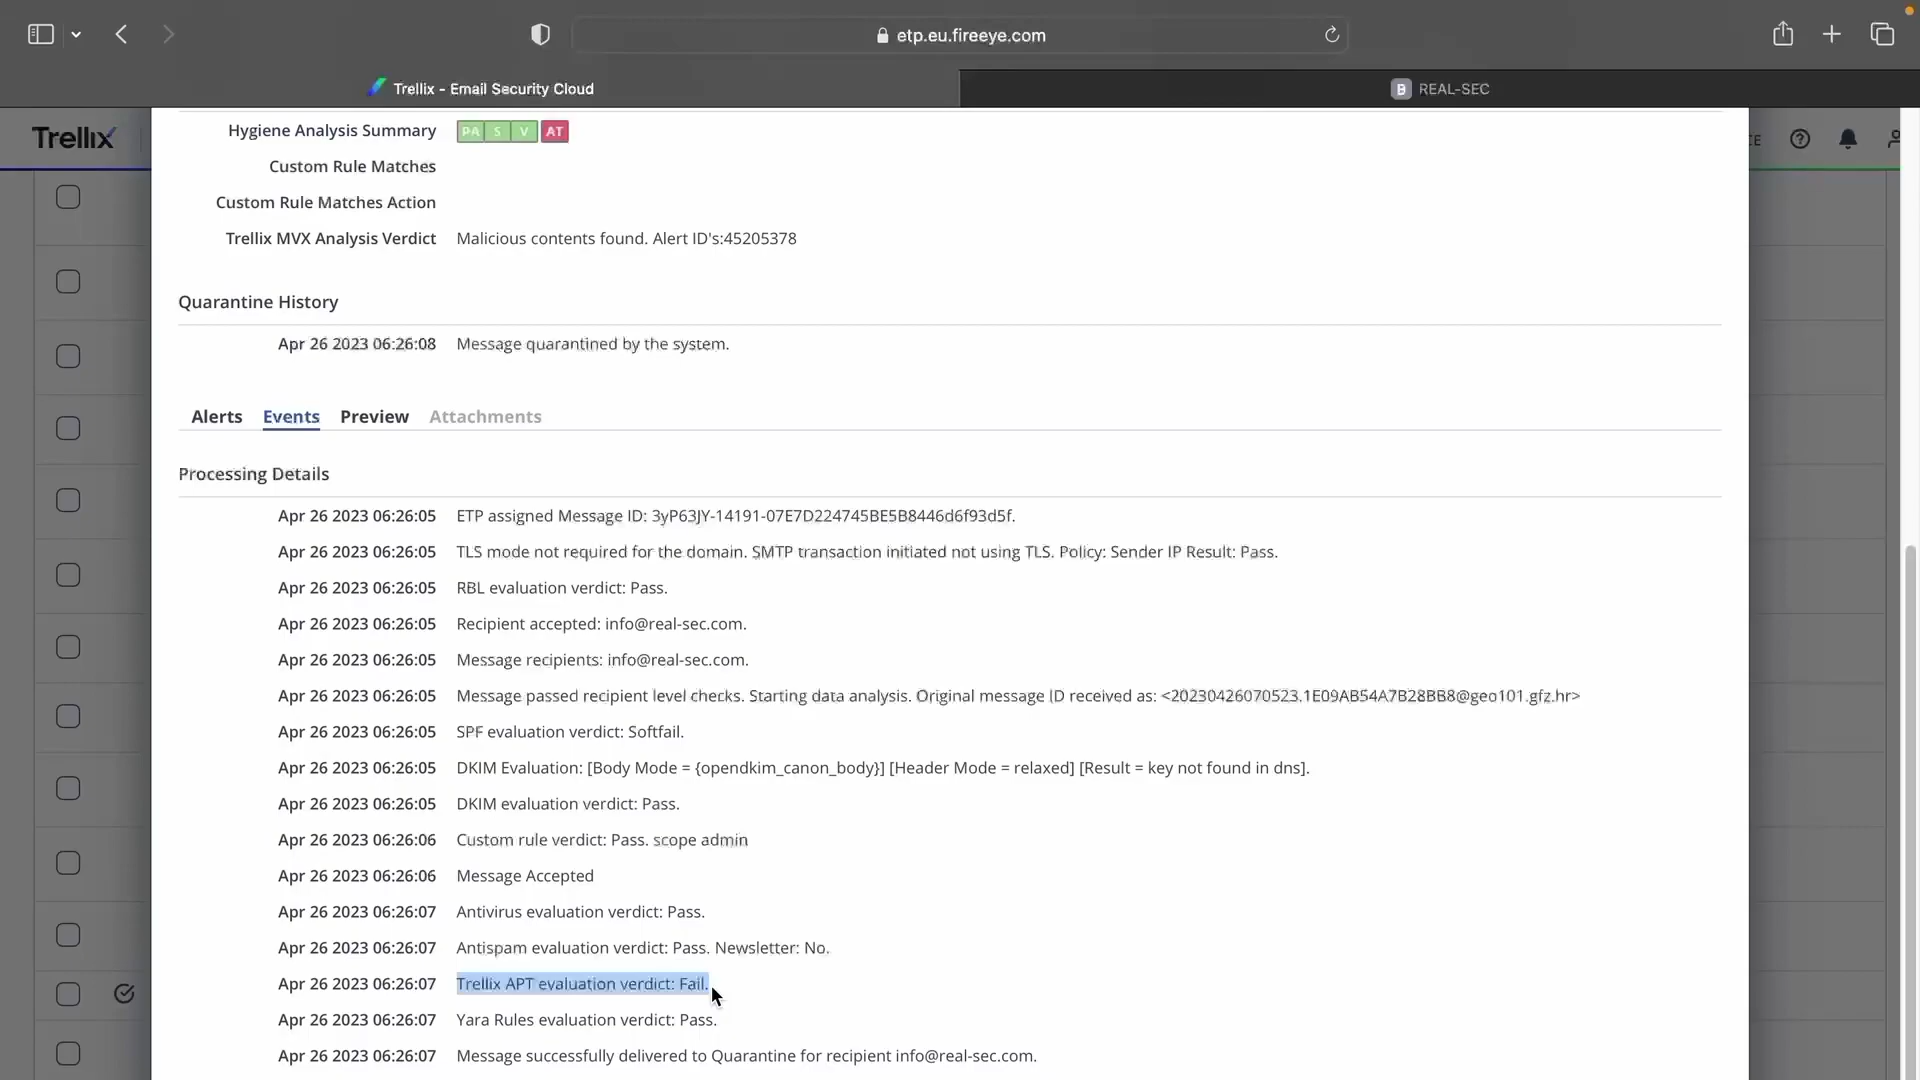 etp.eu.fireeye.com
Trellix - Email Security Cloud
B REAL-SEC
Trellix
Hygiene Analysis Summary PA S V AT
Custom Rule Matches
Custom Rule Matches Action
Trellix MVX Analysis Verdict Malicious contents found. Alert ID's:45205378
Quarantine History
Apr 26 2023 06:26:08 Message quarantined by the system.
Alerts Events Preview Attachments
Processing Details
Apr 26 2023 06:26:05 ETP assigned Message ID: 3yP63JY-14191-07E7D224745BE5B8446d6f93d5f.
Apr 26 2023 06:26:05 TLS mode not required for the domain. SMTP transaction initiated not using TLS. Policy: Sender IP Result: Pass.
Apr 26 2023 06:26:05 RBL evaluation verdict: Pass.
Apr 26 2023 06:26:05 Recipient accepted: info@real-sec.com.
Apr 26 2023 06:26:05 Message recipients: info@real-sec.com.
Apr 26 2023 06:26:05 Message passed recipient level checks. Starting data analysis. Original message ID received as: <20230426070523.1E09AB54A7B28BB8@geo101.gfz.hr>
Apr 26 2023 06:26:05 SPF evaluation verdict: Softfail.
Apr 26 2023 06:26:05 DKIM Evaluation: [Body Mode = {opendkim_canon_body}] [Header Mode = relaxed] [Result = key not found in dns].
Apr 26 2023 06:26:05 DKIM evaluation verdict: Pass.
Apr 26 2023 06:26:06 Custom rule verdict: Pass. scope admin
Apr 26 2023 06:26:06 Message Accepted
Apr 26 2023 06:26:07 Antivirus evaluation verdict: Pass.
Apr 26 2023 06:26:07 Antispam evaluation verdict: Pass. Newsletter: No.
Apr 26 2023 06:26:07 Trellix APT evaluation verdict: Fail.
Apr 26 2023 06:26:07 Yara Rules evaluation verdict: Pass.
Apr 26 2023 06:26:07 Message successfully delivered to Quarantine for recipient info@real-sec.com.